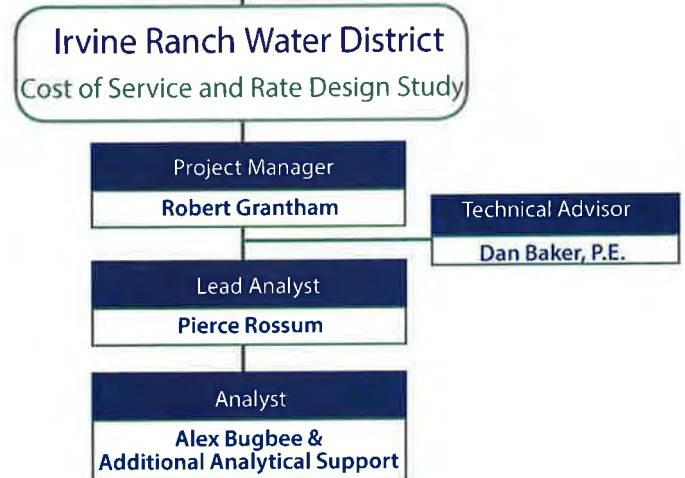 Irvine Ranch Water District
Cost of Service and Rate Design Study
Project Manager
Robert Grantham
Technical Advisor
Dan Baker, P.E.
Lead Analyst
Pierce Rossum
Analyst
Alex Bugbee &
Additional Analytical Support